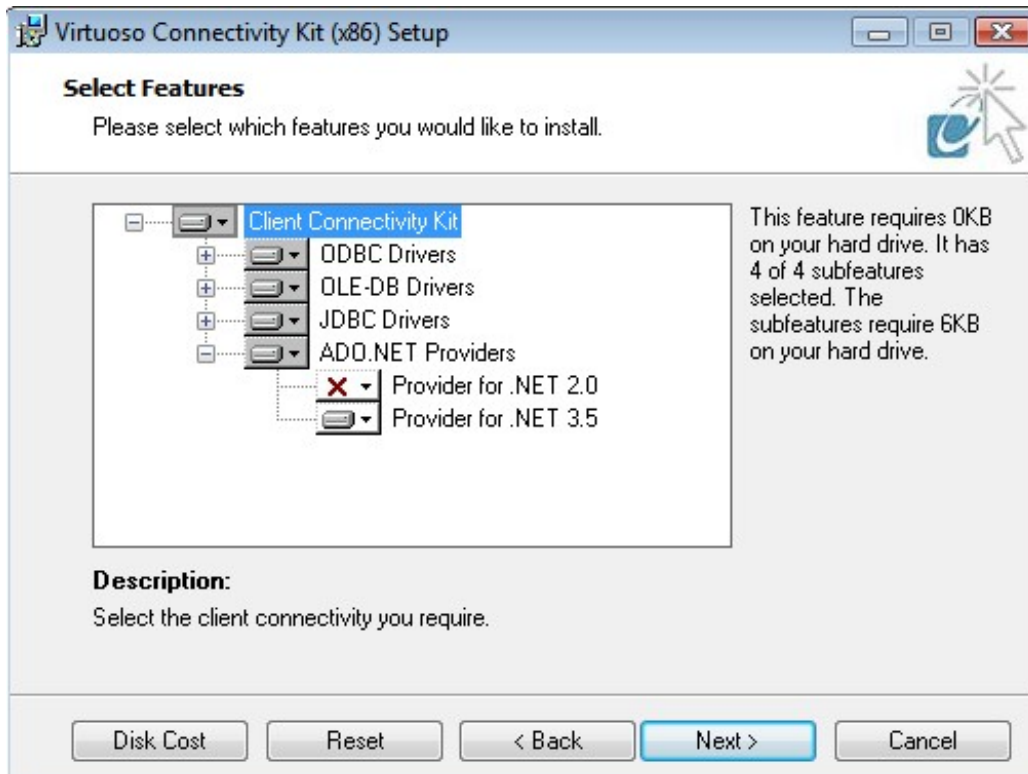 Virtuoso Connectivity Kit (x86) Setup
Select Features
Please select which features you would like to install.
Client Connectivity Kit
ODBC Drivers
OLE-DB Drivers
JDBC Drivers
ADO.NET Providers
Provider for .NET 2.0
Provider for .NET 3.5
This feature requires 0KB
on your hard drive. It has
4 of 4 subfeatures
selected. The
subfeatures require 6KB
on your hard drive.
Description:
Select the client connectivity you require.
Disk Cost
Reset
< Back
Next >
Cancel